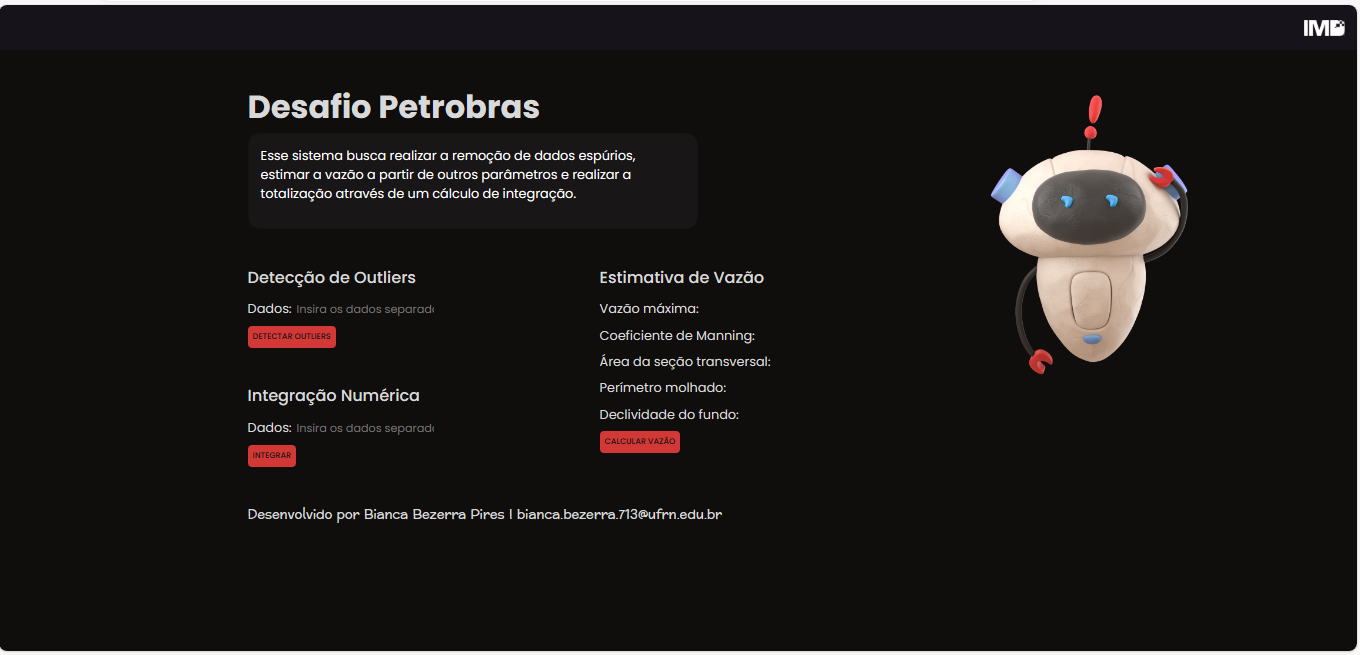 IMD
Desafio Petrobras
Esse sistema busca realizar a remoção de dados espúrios,
estimar a vazão a partir de outros parâmetros e realizar a
totalização através de um cálculo de integração.
Detecção de Outliers
Dados: Insira os dados separado
DETECTAR OUTLIERS
Integração Numérica
Dados: Insira os dados separado
INTEGRAR
Estimativa de Vazão
Vazão máxima:
Coeficiente de Manning:
Área da seção transversal:
Perímetro molhado:
Declividade do fundo:
CALCULAR VAZÃO
Desenvolvido por Bianca Bezerra Pires | bianca.bezerra.713@ufrn.edu.br